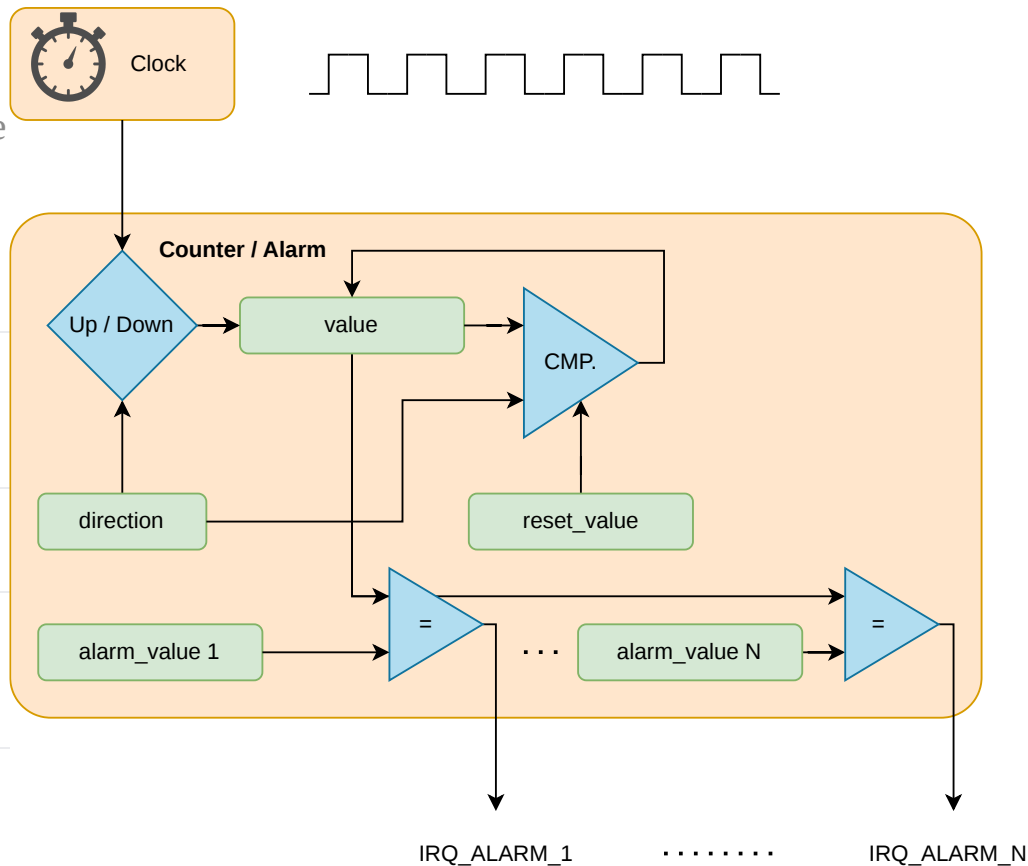 Clock
e
Counter / Alarm
Up / Down
value
CMP.
direction
reset_value
=
=
alarm_value 1
. . .
alarm_value N
IRQ_ALARM_1
. . . . . . . .
IRQ_ALARM_N